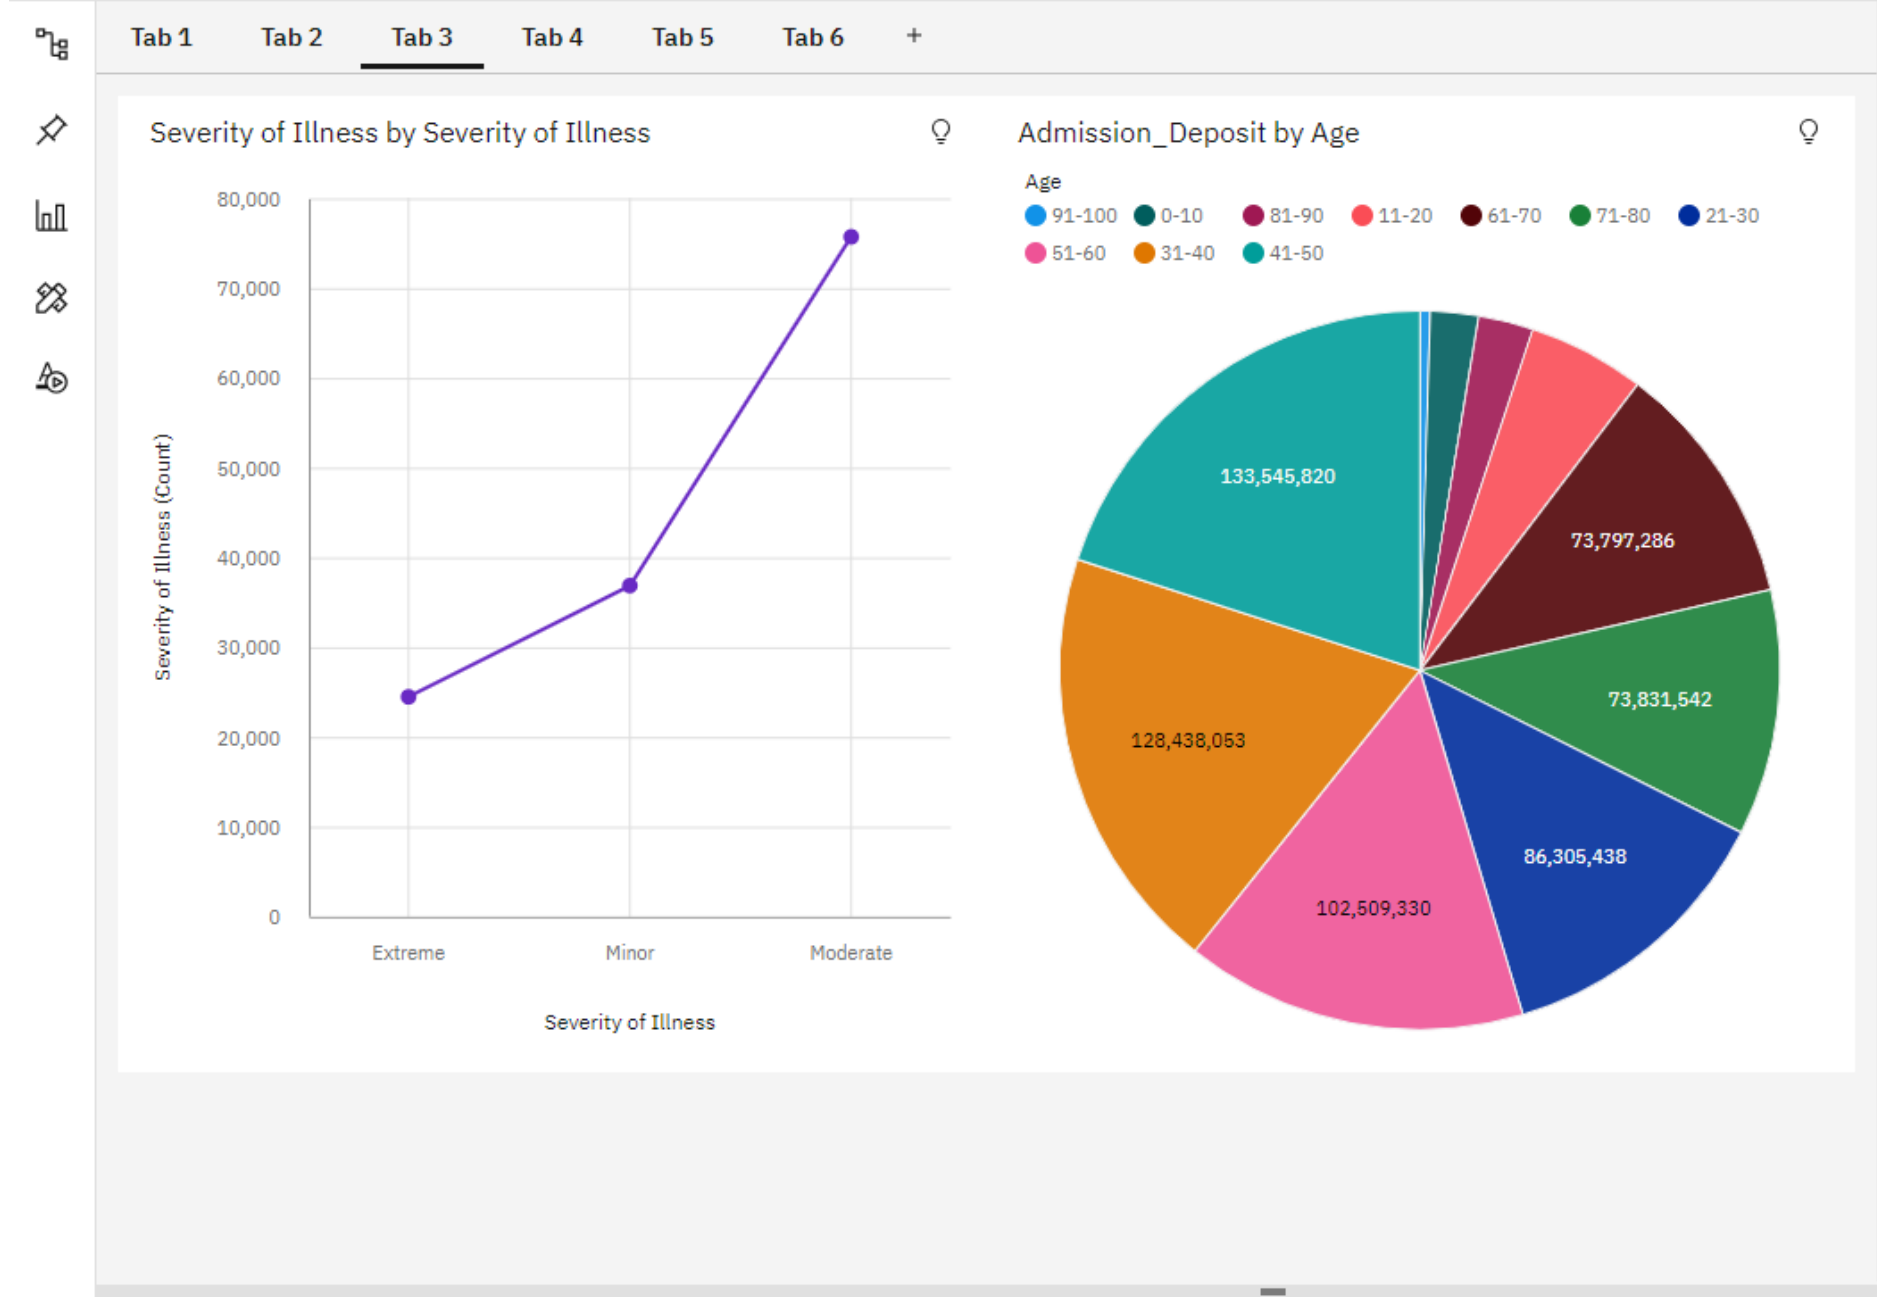 Tab 1 Tab 2 Tab 3 Tab 4 Tab 5 Tab 6 +
Severity of Illness by Severity of Illness
80,000
70,000
60,000
50,000
40,000
30,000
20,000
10,000
0
Severity of Illness (Count)
Extreme Minor Moderate
Severity of Illness
Admission_Deposit by Age
Age
91-100 0-10 81-90 11-20 61-70 71-80 21-30
51-60 31-40 41-50
133,545,820
73,797,286
73,831,542
128,438,053
86,305,438
102,509,330